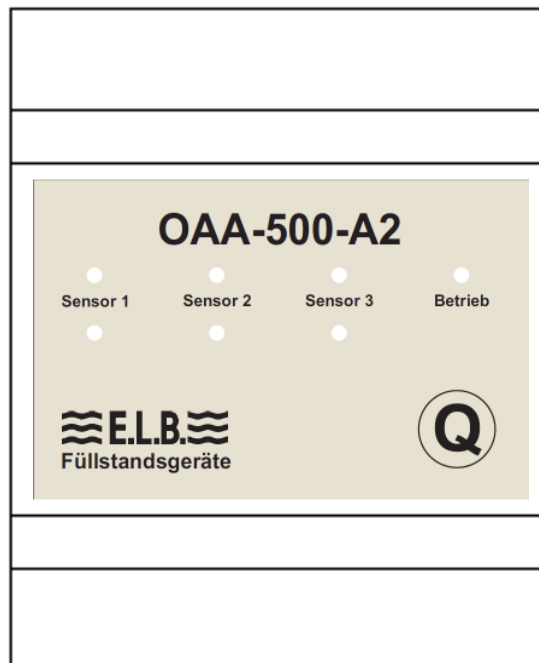 OAA-500-A2
Sensor 1 Sensor 2 Sensor 3 Betrieb
E.L.B.
Füllstandsgeräte
Q